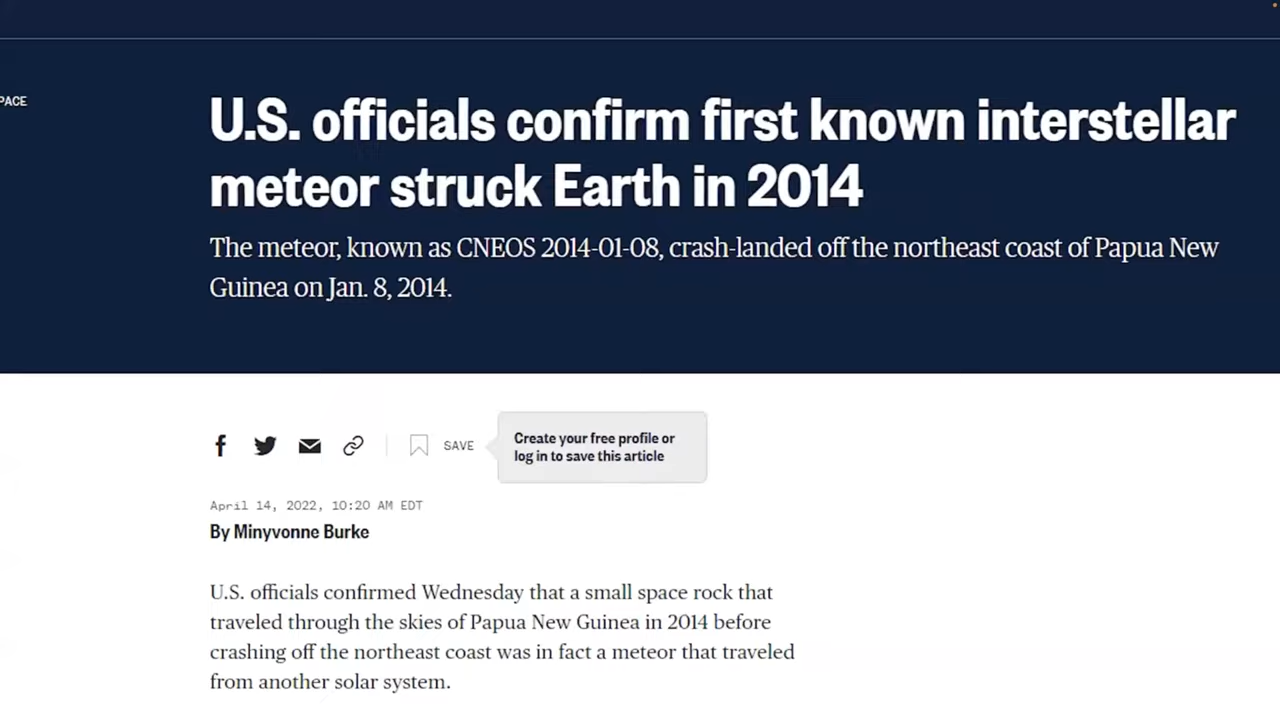 PACE
U.S. officials confirm first known interstellar
meteor struck Earth in 2014
The meteor, known as CNEOS 2014-01-08, crash-landed off the northeast coast of Papua New
Guinea on Jan. 8, 2014.
SAVE
Create your free profile or
log in to save this article
April 14, 2022, 10:20 AM EDT
By Minyvonne Burke
U.S. officials confirmed Wednesday that a small space rock that
traveled through the skies of Papua New Guinea in 2014 before
crashing off the northeast coast was in fact a meteor that traveled
from another solar system.